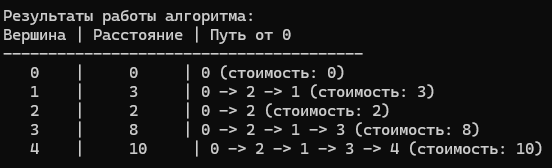 Результаты работы алгоритма:
Вершина | Расстояние | Путь от 0
----------------------------------------
0 | 0 | 0 (стоимость: 0)
1 | 3 | 0 -> 2 -> 1 (стоимость: 3)
2 | 2 | 0 -> 2 (стоимость: 2)
3 | 8 | 0 -> 2 -> 1 -> 3 (стоимость: 8)
4 | 10 | 0 -> 2 -> 1 -> 3 -> 4 (стоимость: 10)